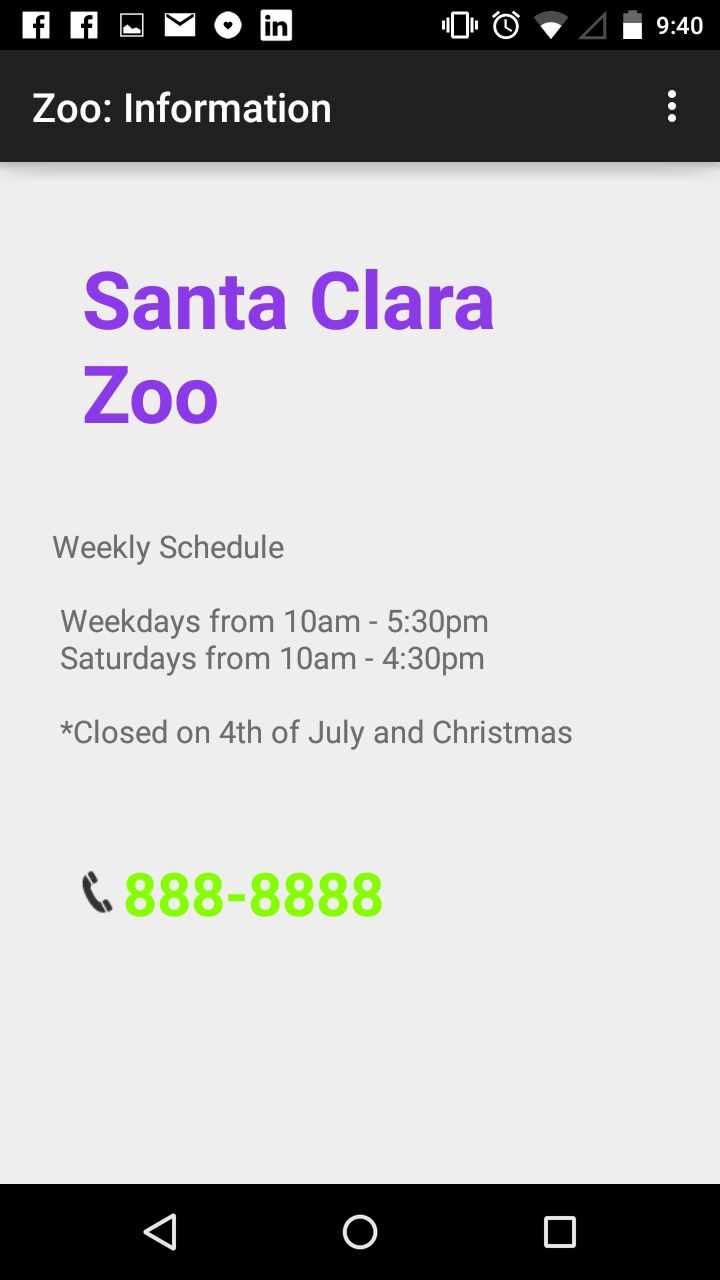 9:40
Zoo: Information
Santa Clara
Zoo
Weekly Schedule
Weekdays from 10am - 5:30pm
Saturdays from 10am - 4:30pm
*Closed on 4th of July and Christmas
888-8888